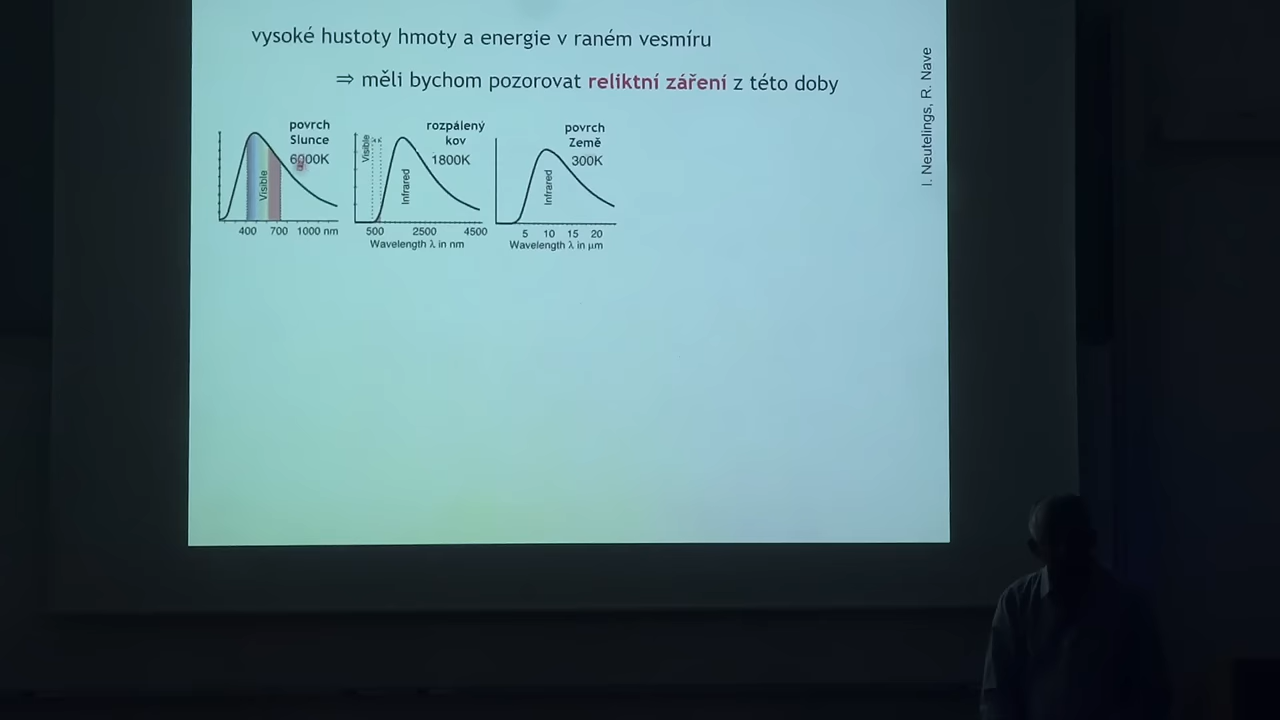 vysoké hustoty hmoty a energie v raném vesmíru
⇒ měli bychom pozorovat reliktní záření z této doby
I. Neutelings, R. Nave
povrch
Slunce
6000K
Visible
400 700 1000 nm
rozpálený
kov
1800K
Visible
Infrared
500 2500 4500
Wavelength λ in nm
povrch
Země
300K
Infrared
5 10 15 20
Wavelength λ in μm